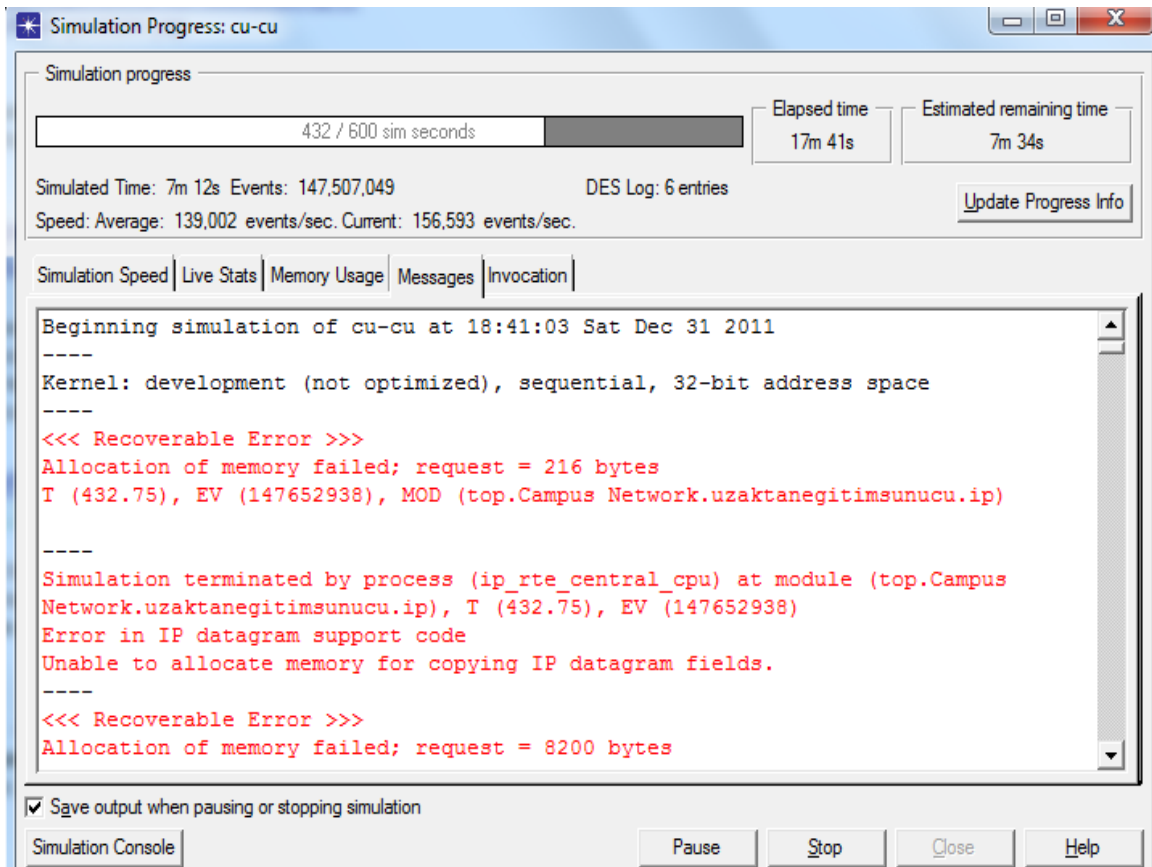 Simulation Progress: cu-cu
Simulation progress
432 / 600 sim seconds
Elapsed time
17m 41s
Estimated remaining time
7m 34s
Simulated Time: 7m 12s Events: 147,507,049
DES Log: 6 entries
Speed: Average: 139,002 events/sec. Current: 156,593 events/sec.
Update Progress Info
Simulation Speed Live Stats Memory Usage Messages Invocation
Beginning simulation of cu-cu at 18:41:03 Sat Dec 31 2011
----
Kernel: development (not optimized), sequential, 32-bit address space
----
<<< Recoverable Error >>>
Allocation of memory failed; request = 216 bytes
T (432.75), EV (147652938), MOD (top.Campus Network.uzaktanegitimsunucu.ip)
----
Simulation terminated by process (ip_rte_central_cpu) at module (top.Campus
Network.uzaktanegitimsunucu.ip), T (432.75), EV (147652938)
Error in IP datagram support code
Unable to allocate memory for copying IP datagram fields.
----
<<< Recoverable Error >>>
Allocation of memory failed; request = 8200 bytes
Save output when pausing or stopping simulation
Simulation Console
Pause
Stop
Close
Help